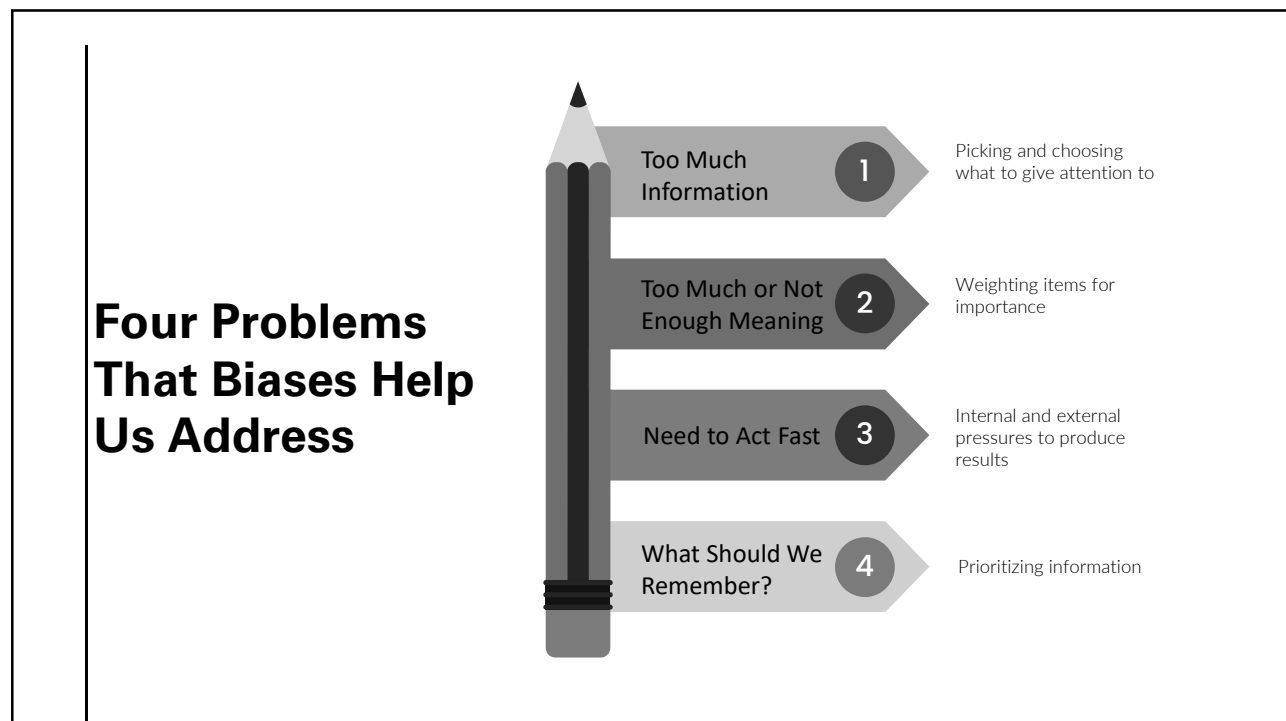 Four Problems
That Biases Help
Us Address
Too Much
Information
1
Picking and choosing
what to give attention to
Too Much or Not
Enough Meaning
2
Weighting items for
importance
Need to Act Fast
3
Internal and external
pressures to produce
results
What Should We
Remember?
4
Prioritizing information